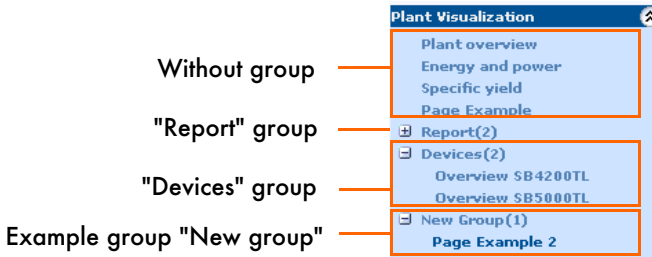 Plant Visualization
Without group
Plant overview
Energy and power
Specific yield
Page Example
"Report" group
Report(2)
"Devices" group
Devices(2)
Overview SB4200TL
Overview SB5000TL
Example group "New group"
New Group(1)
Page Example 2